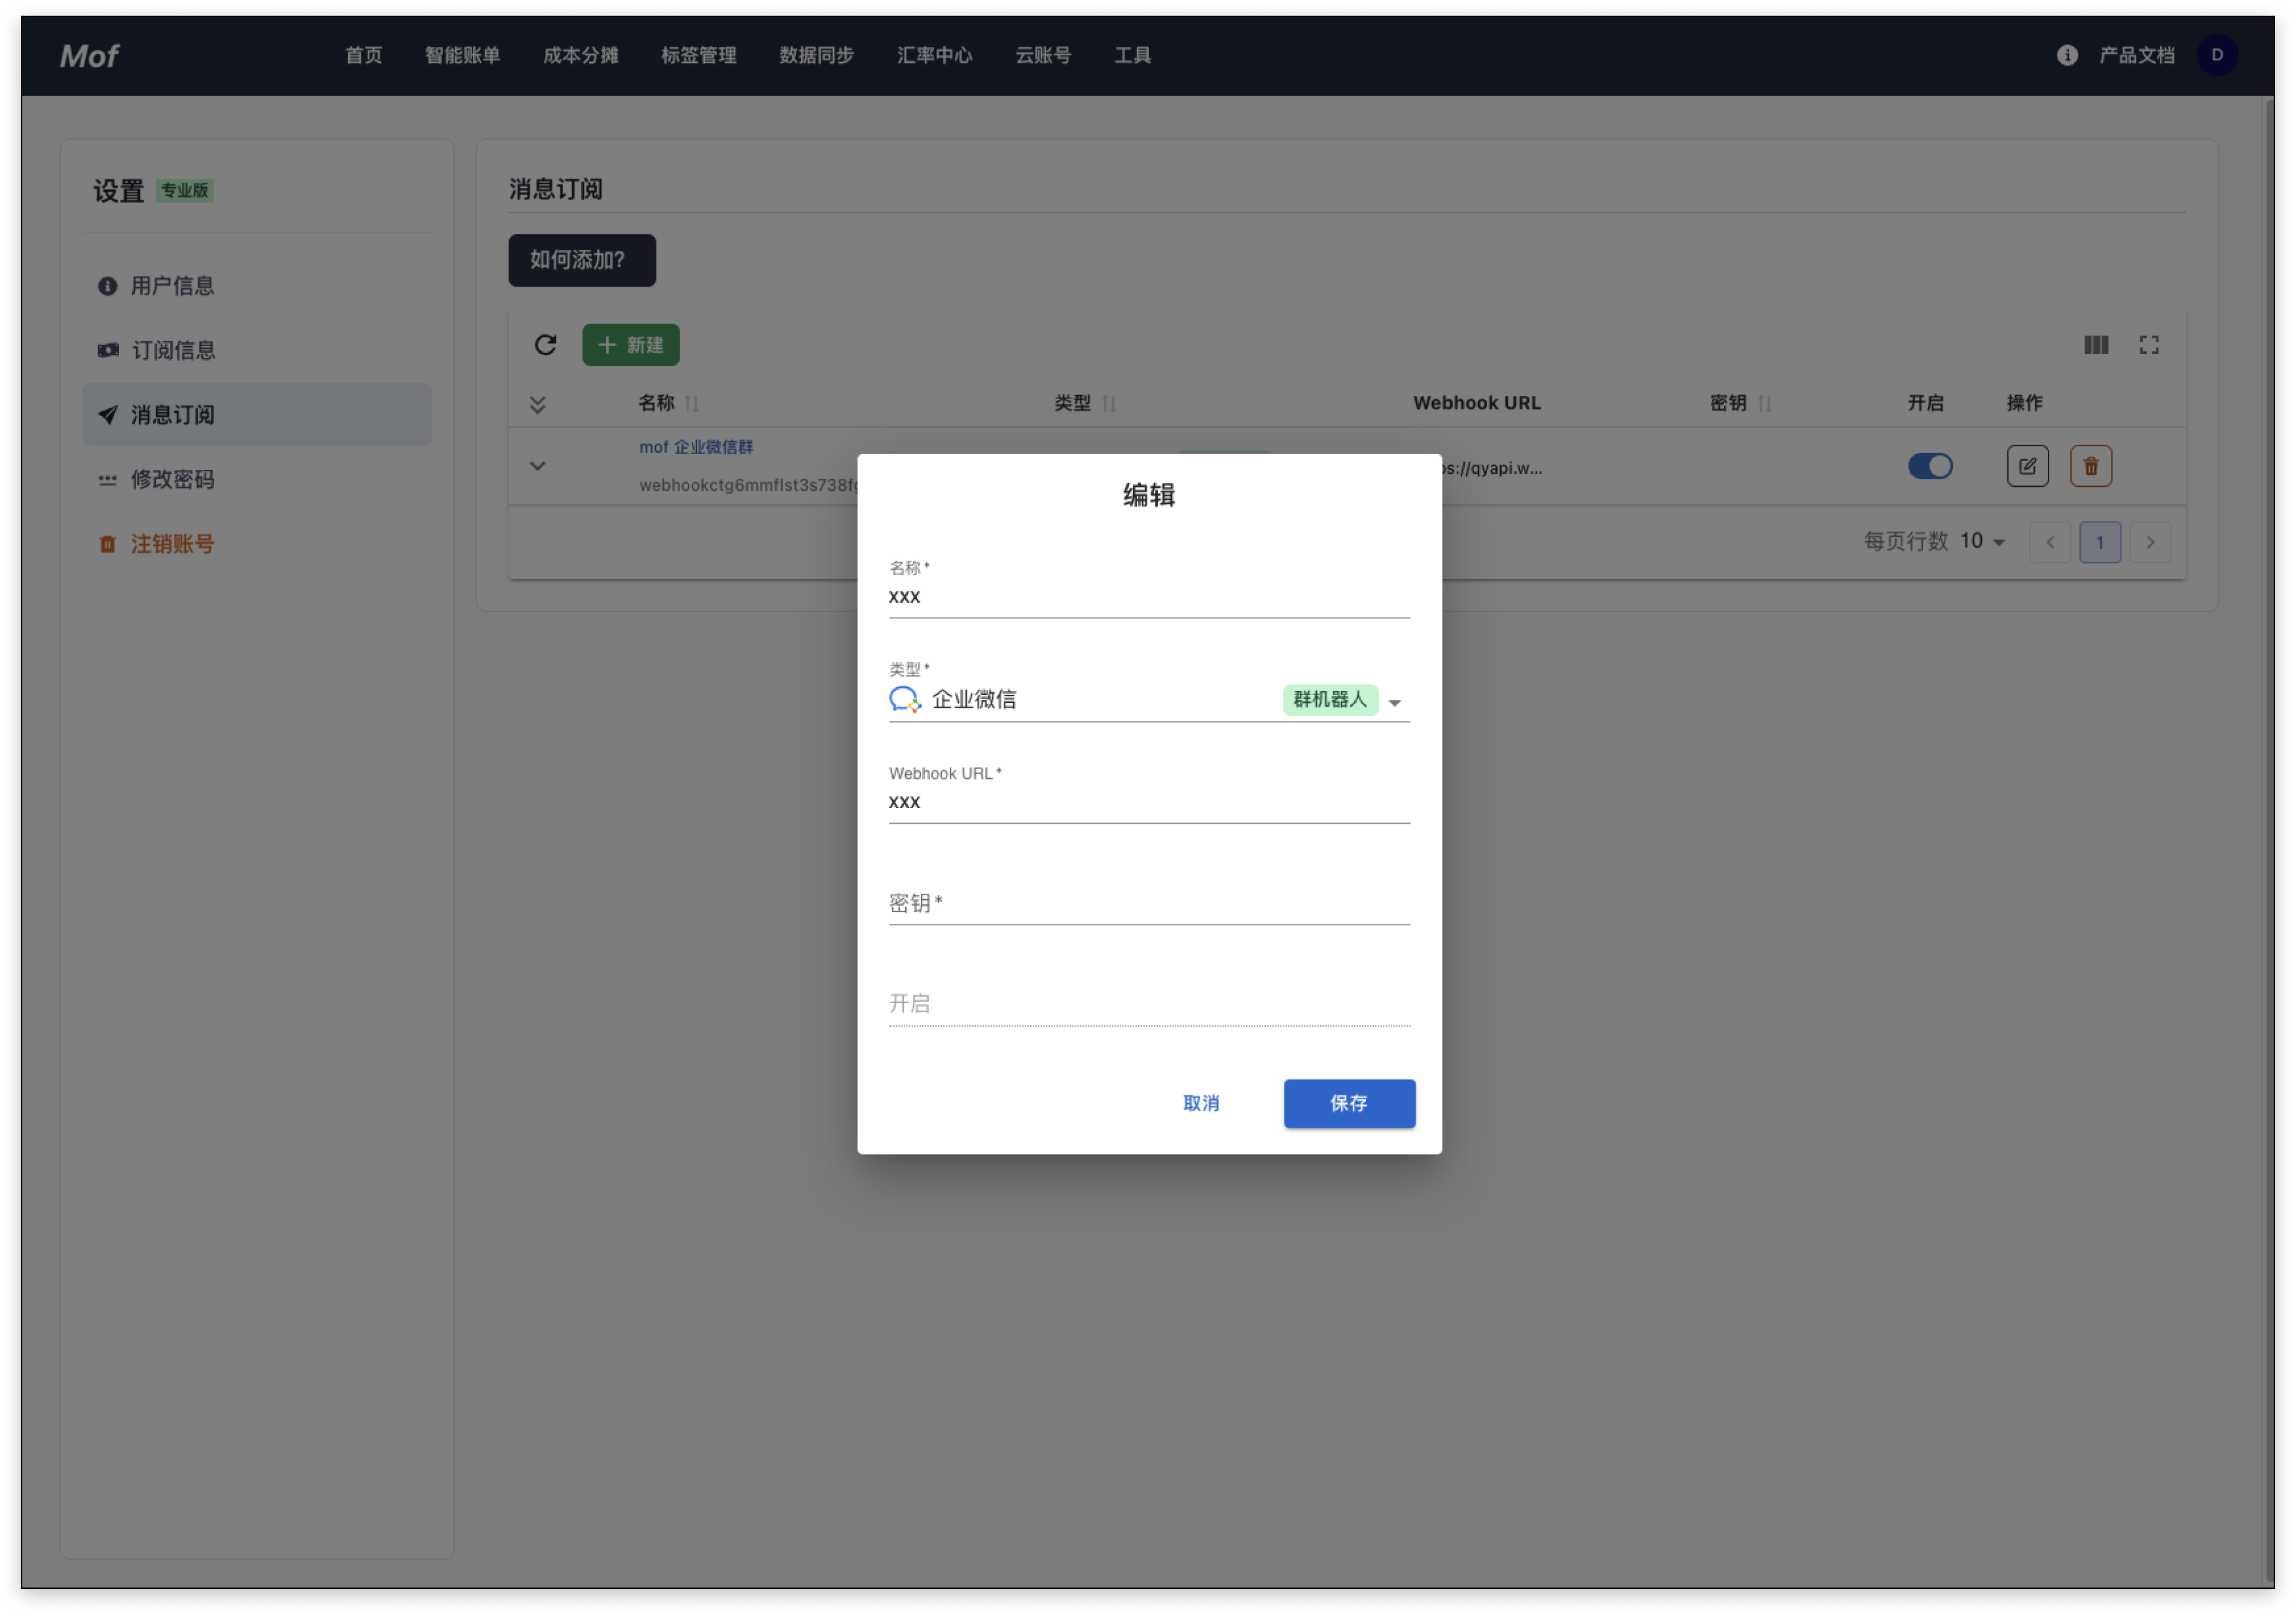 Mof 首页 智能账单 成本分摊 标签管理 数据同步 汇率中心 云账号 工具 产品文档 D
设置 专业版
用户信息
订阅信息
消息订阅
修改密码
注销账号
消息订阅
如何添加?
新建
名称 类型 Webhook URL 密钥 开启 操作
mof 企业微信群
webhookctg6mmflst3s738f
s://qyapi.w...
每页行数 10 1
编辑
名称*
xxx
类型*
企业微信 群机器人
Webhook URL*
xxx
密钥*
开启
取消 保存